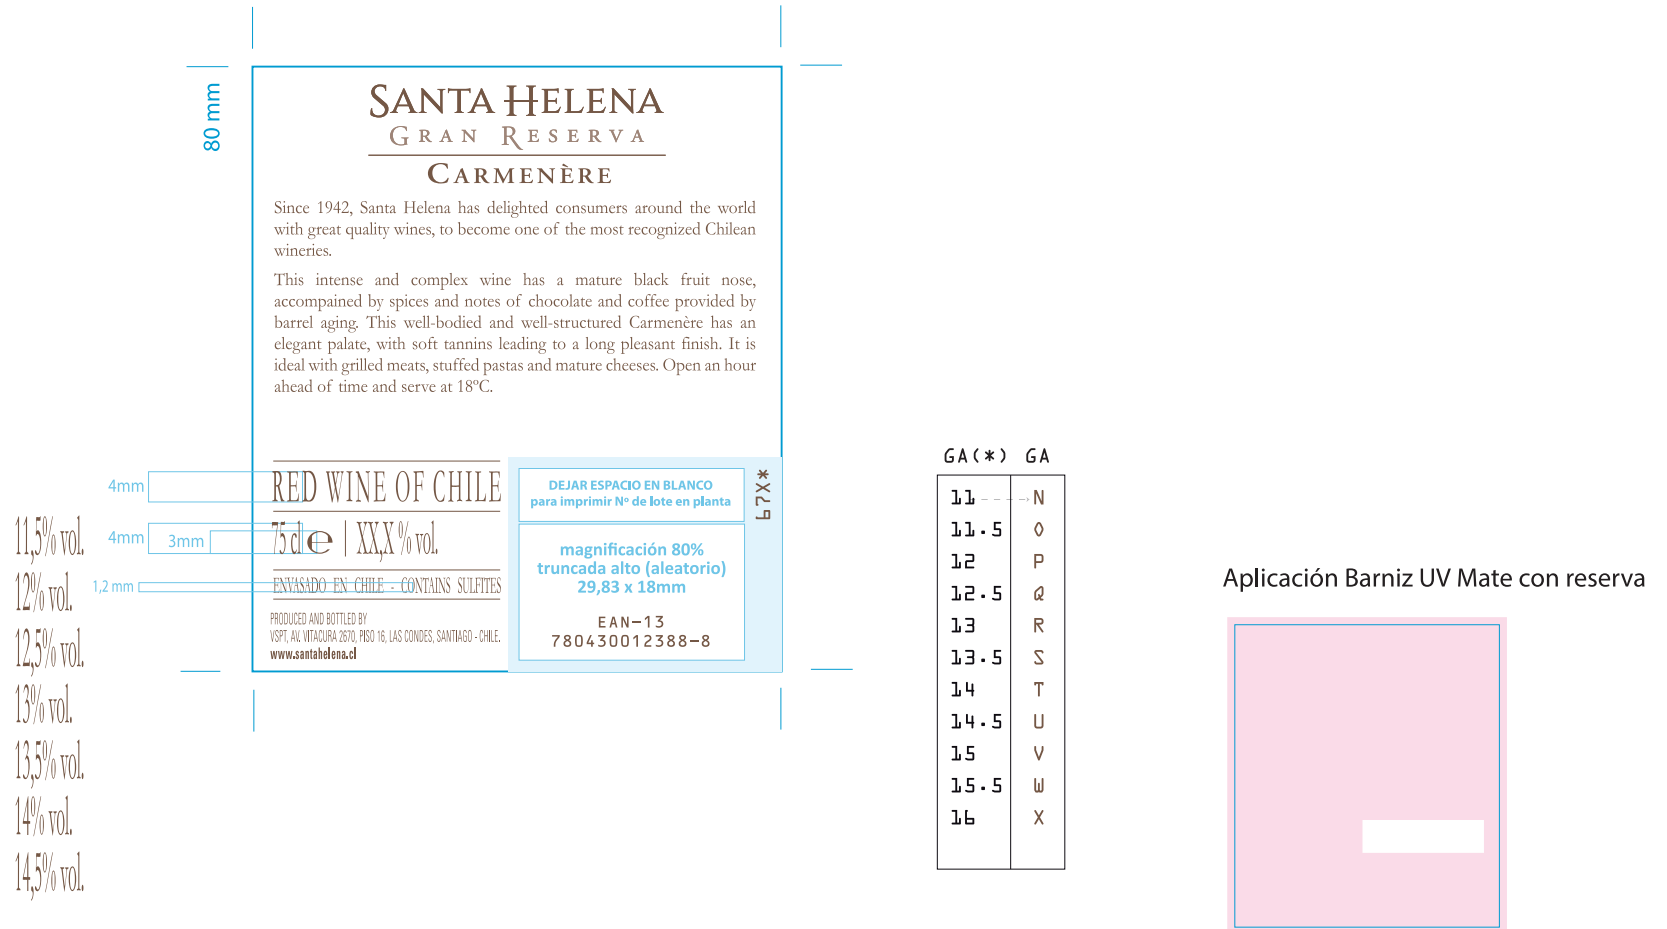 80 mm
SANTA HELENA
GRAN RESERVA
CARMENÈRE
Since 1942, Santa Helena has delighted consumers around the world
with great quality wines, to become one of the most recognized Chilean
wineries.
This intense and complex wine has a mature black fruit nose,
accompained by spices and notes of chocolate and coffee provided by
barrel aging. This well-bodied and well-structured Carmenère has an
elegant palate, with soft tannins leading to a long pleasant finish. It is
ideal with grilled meats, stuffed pastas and mature cheeses. Open an hour
ahead of time and serve at 18ºC.
4mm
RED WINE OF CHILE
4mm
3mm
75 cl e | XX,X % vol.
1,2 mm
ENVASADO EN CHILE - CONTAINS SULFITES
PRODUCED AND BOTTLED BY
VSPT, AV. VITACURA 2670, PISO 16, LAS CONDES, SANTIAGO - CHILE.
www.santahelena.cl
DEJAR ESPACIO EN BLANCO
para imprimir Nº de lote en planta
67X*
magnificación 80%
truncada alto (aleatorio)
29,83 x 18mm
EAN-13
780430012388-8
11,5% vol.
12% vol.
12,5% vol.
13% vol.
13,5% vol.
14% vol.
14,5% vol.
GA(*) GA
11 N
11.5 O
12 P
12.5 Q
13 R
13.5 S
14 T
14.5 U
15 V
15.5 W
16 X
Aplicación Barniz UV Mate con reserva